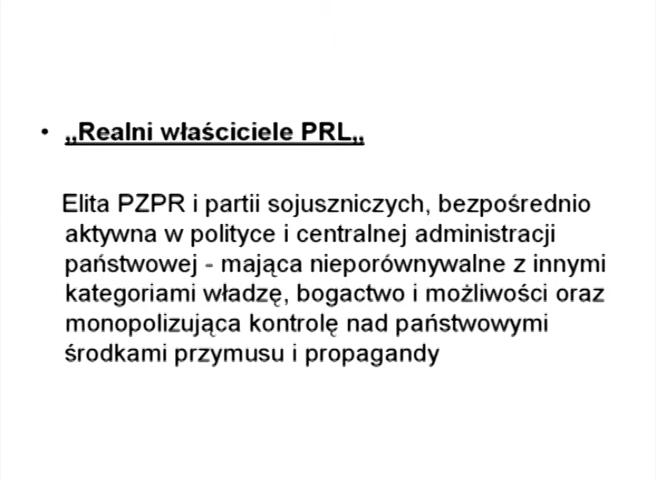 • „Realni właściciele PRL„
Elita PZPR i partii sojuszniczych, bezpośrednio
aktywna w polityce i centralnej administracji
państwowej - mająca nieporównywalne z innymi
kategoriami władzę, bogactwo i możliwości oraz
monopolizująca kontrolę nad państwowymi
środkami przymusu i propagandy